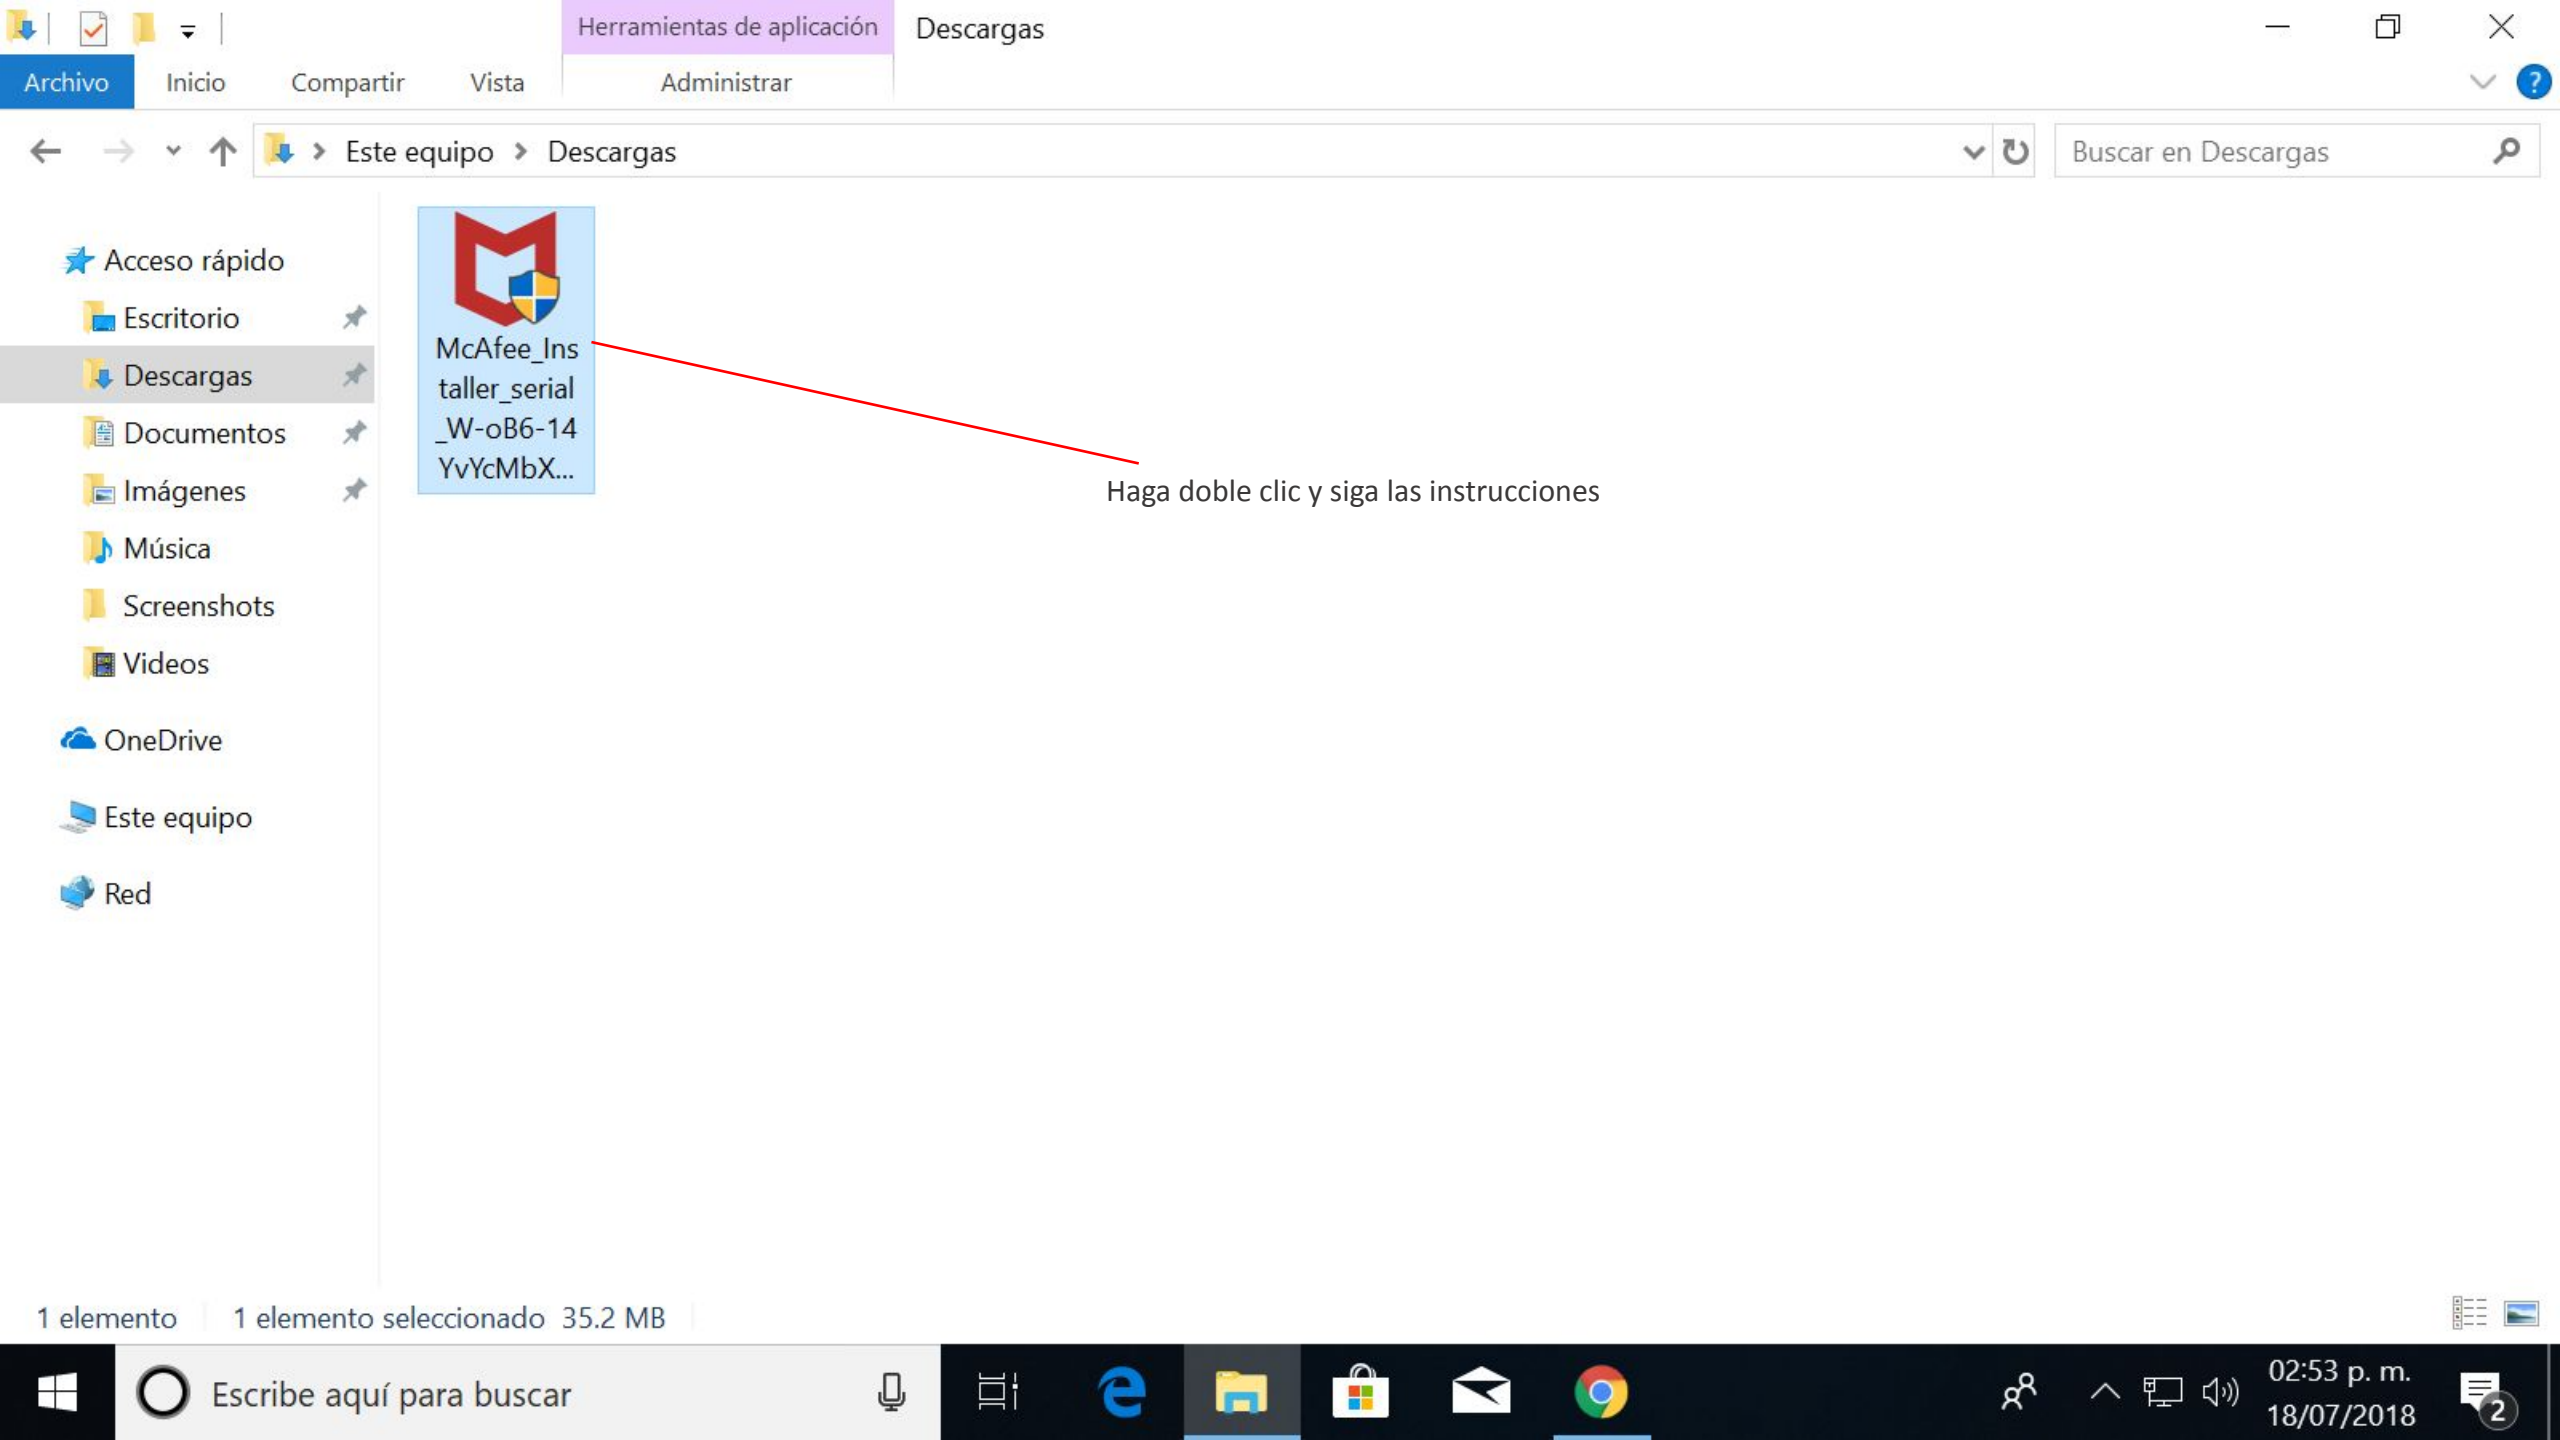 Herramientas de aplicación
Descargas
Archivo
Inicio
Compartir
Vista
Administrar
?
Este equipo
Descargas
Buscar en Descargas
Acceso rápido
Escritorio
Descargas
Documentos
Imágenes
Música
Screenshots
Videos
OneDrive
Este equipo
Red
McAfee_Ins
taller_serial
_W-oB6-14
YvYcMbX...
Haga doble clic y siga las instrucciones
1 elemento
1 elemento seleccionado 35.2 MB
Escribe aquí para buscar
02:53 p. m.
18/07/2018
2